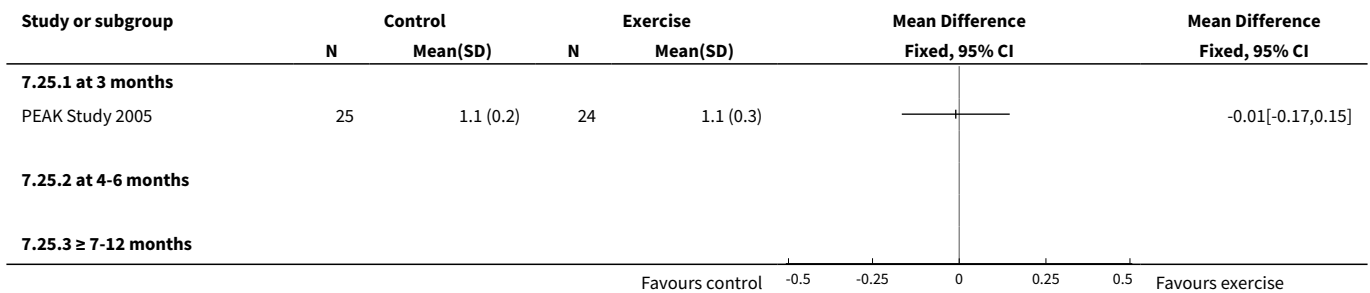 Study or subgroup Control Exercise Mean Difference Mean Difference
N Mean(SD) N Mean(SD) Fixed, 95% CI Fixed, 95% CI
7.25.1 at 3 months
PEAK Study 2005 25 1.1 (0.2) 24 1.1 (0.3) -0.01[-0.17,0.15]
7.25.2 at 4-6 months
7.25.3 ≥ 7-12 months
Favours control -0.5 -0.25 0 0.25 0.5 Favours exercise